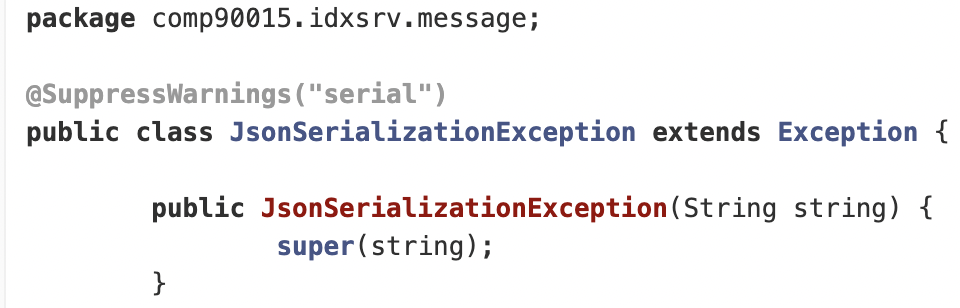 package comp90015.idxsrv.message;
@SuppressWarnings("serial")
public class JsonSerializationException extends Exception {
public JsonSerializationException(String string) {
super(string);
}